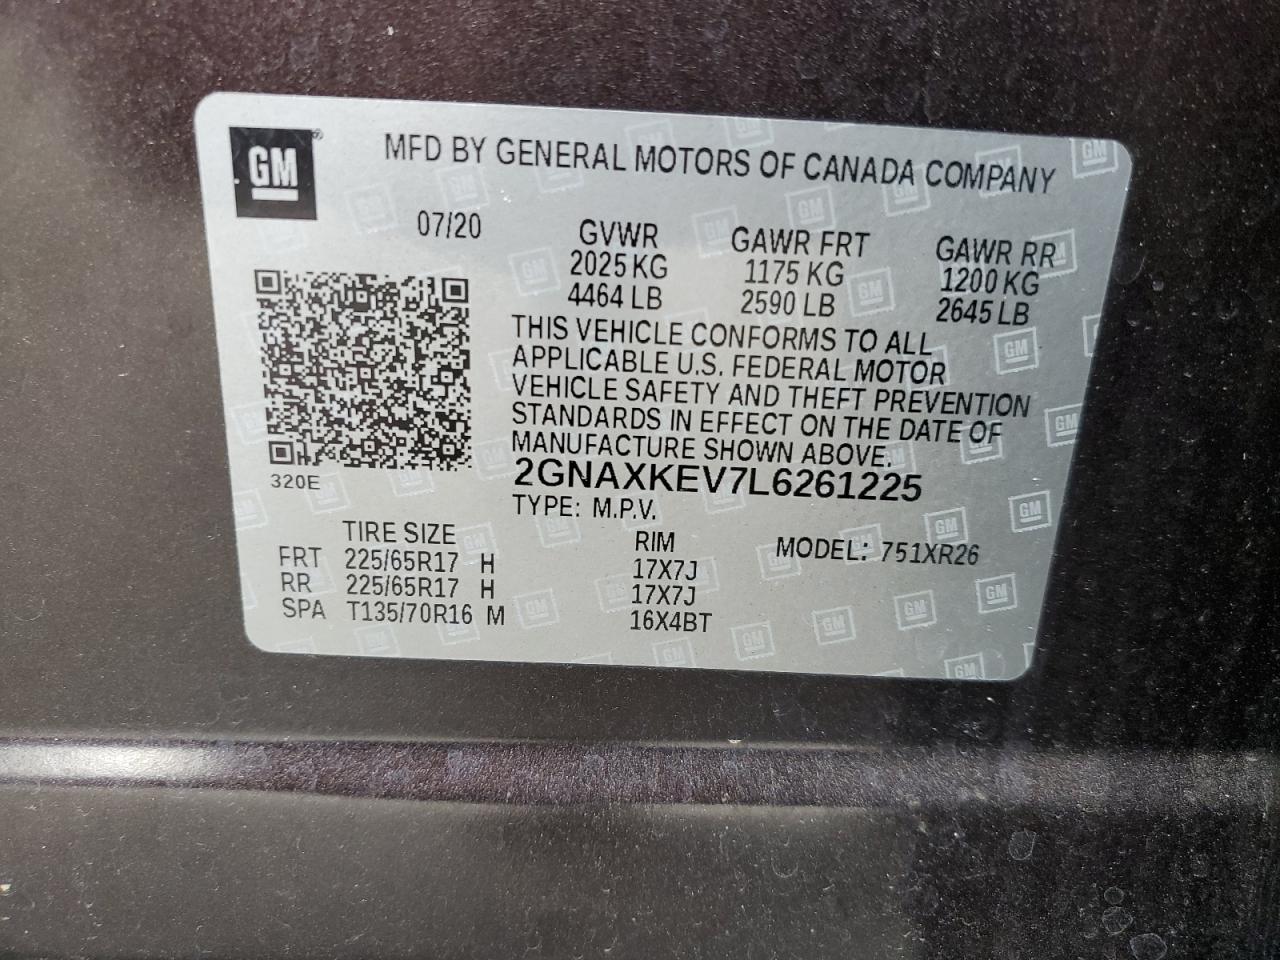 GM®
MFD BY GENERAL MOTORS OF CANADA COMPANY
07/20
GVWR GAWR FRT GAWR RR
2025 KG 1175 KG 1200 KG
4464 LB 2590 LB 2645 LB
THIS VEHICLE CONFORMS TO ALL
APPLICABLE U.S. FEDERAL MOTOR
VEHICLE SAFETY AND THEFT PREVENTION
STANDARDS IN EFFECT ON THE DATE OF
MANUFACTURE SHOWN ABOVE.
2GNAXKEV7L6261225
320E
TYPE: M.P.V.
TIRE SIZE RIM MODEL: 751XR26
FRT 225/65R17 H 17X7J
RR 225/65R17 H 17X7J
SPA T135/70R16 M 16X4BT